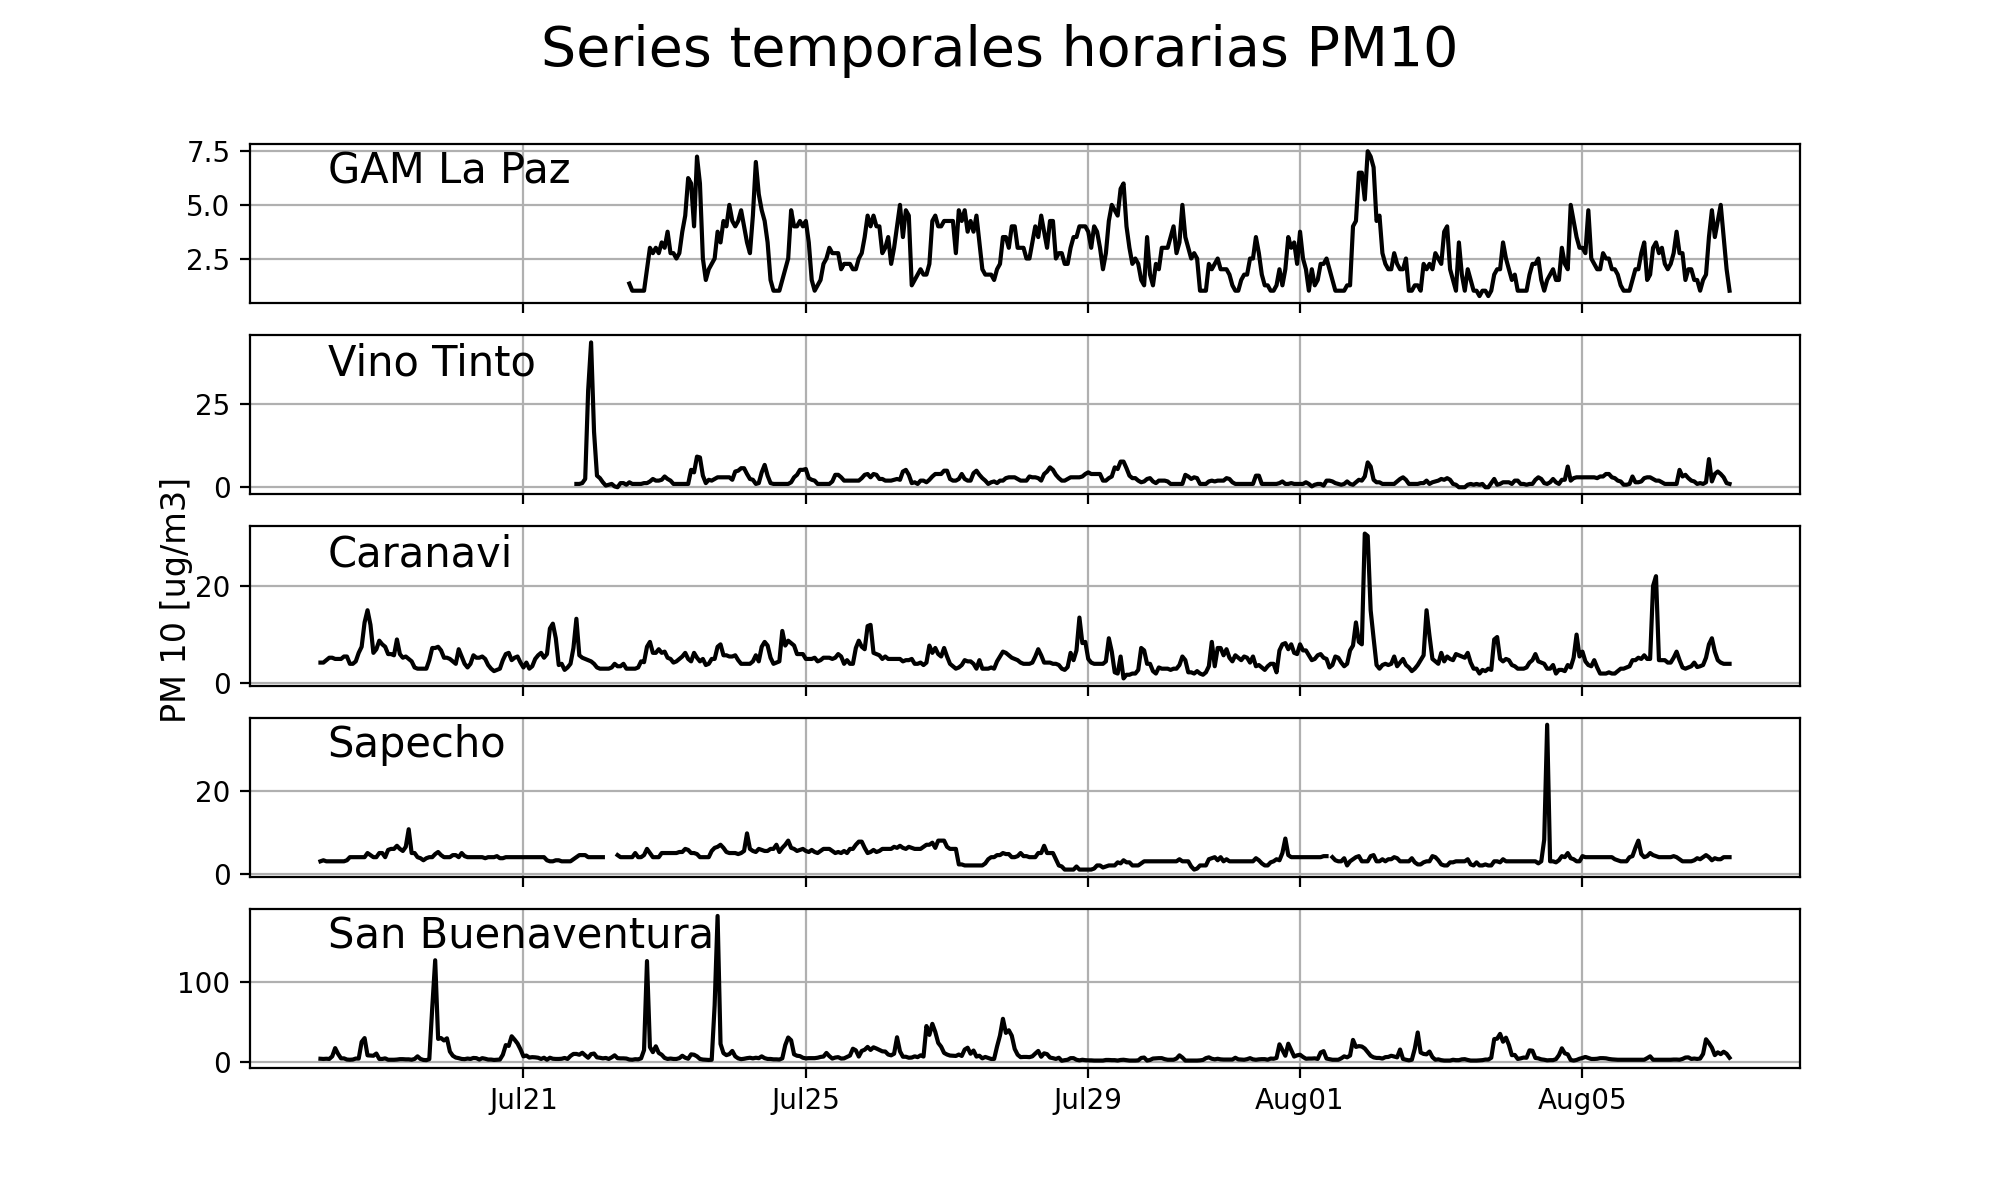 Series temporales horarias PM10
7.5
5.0
2.5
GAM La Paz
25
0
Vino Tinto
PM 10 [ug/m3]
20
0
Caranavi
20
0
Sapecho
100
0
San Buenaventura
Jul21 Jul25 Jul29 Aug01 Aug05